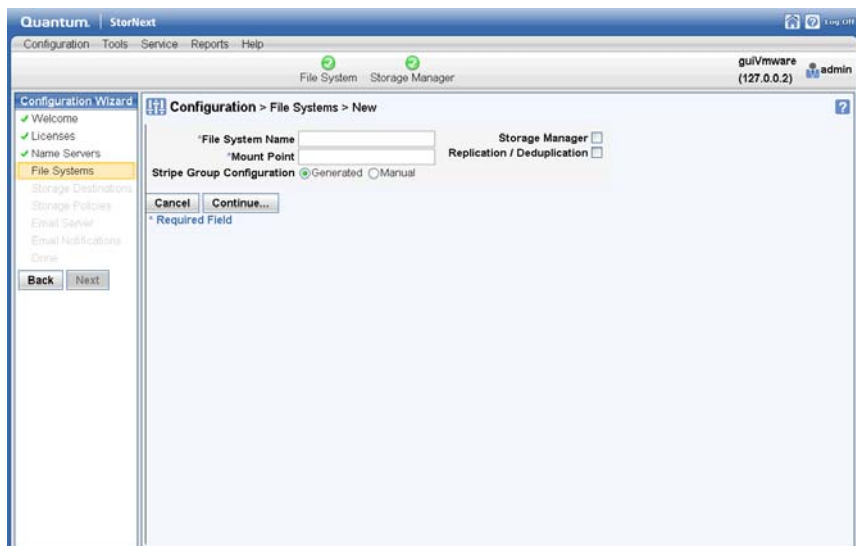 Quantum. StorNext
Log Off
Configuration Tools Service Reports Help
File System Storage Manager
guiVmware
(127.0.0.2)
admin
Configuration Wizard
Welcome
Licenses
Name Servers
File Systems
Storage Destinations
Storage Policies
Email Server
Email Notifications
Done
Back Next
Configuration > File Systems > New
?
*File System Name
Storage Manager
*Mount Point
Replication / Deduplication
Stripe Group Configuration Generated Manual
Cancel Continue...
* Required Field